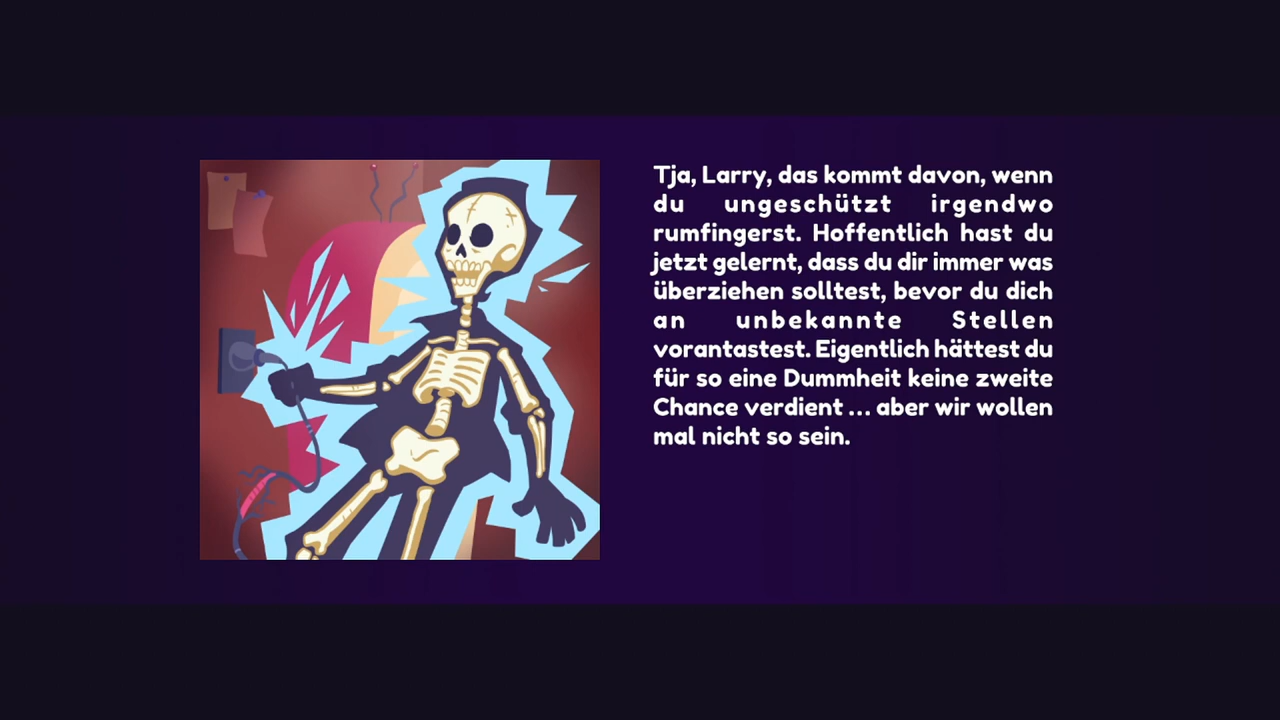 Tja, Larry, das kommt davon, wenn
du ungeschützt irgendwo
rumfingerst. Hoffentlich hast du
jetzt gelernt, dass du dir immer was
überziehen solltest, bevor du dich
an unbekannte Stellen
vorantastest. Eigentlich hättest du
für so eine Dummheit keine zweite
Chance verdient ... aber wir wollen
mal nicht so sein.